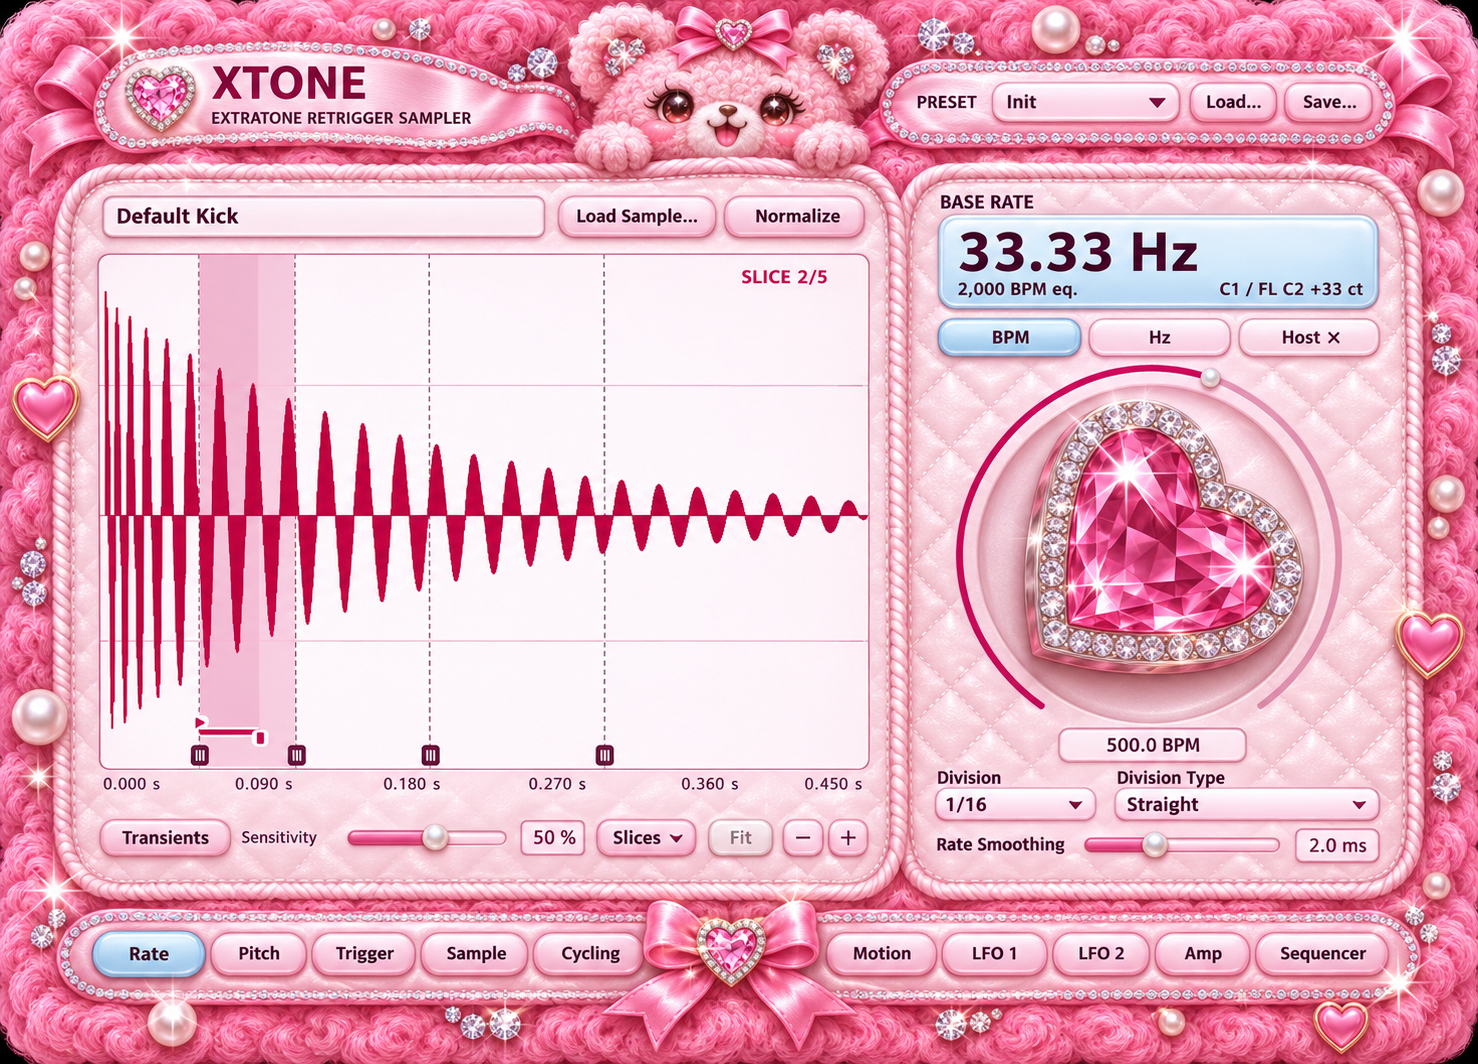 XTONE
EXTRATONE RETRIGGER SAMPLER
PRESET
Init
Load...
Save...
Default Kick
Load Sample...
Normalize
SLICE 2/5
0.000 s
0.090 s
0.180 s
0.270 s
0.360 s
0.450 s
Transients
Sensitivity
50 %
Slices
Fit
−
+
BASE RATE
33.33 Hz
2,000 BPM eq.
C1 / FL C2 +33 ct
BPM
Hz
Host ×
500.0 BPM
Division
Division Type
1/16
Straight
Rate Smoothing
2.0 ms
Rate
Pitch
Trigger
Sample
Cycling
Motion
LFO 1
LFO 2
Amp
Sequencer